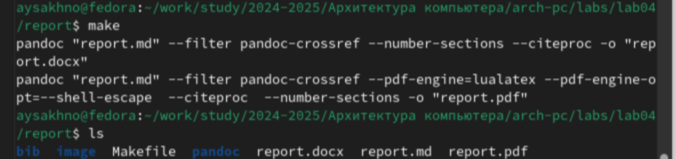 aysakhno@fedora:~/work/study/2024-2025/Архитектура компьютера/arch-pc/labs/lab04
/report$ make
pandoc "report.md" --filter pandoc-crossref --number-sections --citeproc -o "rep
ort.docx"
pandoc "report.md" --filter pandoc-crossref --pdf-engine=lualatex --pdf-engine-o
pt=--shell-escape  --citeproc  --number-sections -o "report.pdf"
aysakhno@fedora:~/work/study/2024-2025/Архитектура компьютера/arch-pc/labs/lab04
/report$ ls
bib  image  Makefile  pandoc  report.docx  report.md  report.pdf